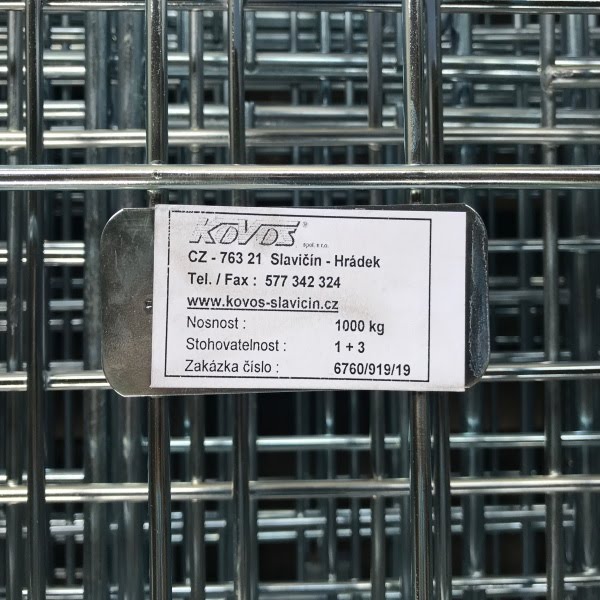 KOVOS®
spol. s r.o.
CZ - 763 21 Slavičín - Hrádek
Tel. / Fax : 577 342 324
www.kovos-slavicin.cz
Nosnost : 1000 kg
Stohovatelnost : 1 + 3
Zakázka číslo : 6760/919/19